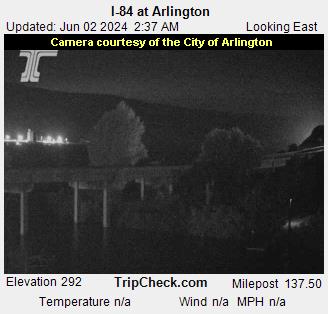 I-84 at Arlington
Updated: Jun 02 2024 2:37 AM Looking East
Camera courtesy of the City of Arlington
Elevation 292 TripCheck.com Milepost 137.50
Temperature n/a Wind n/a MPH n/a